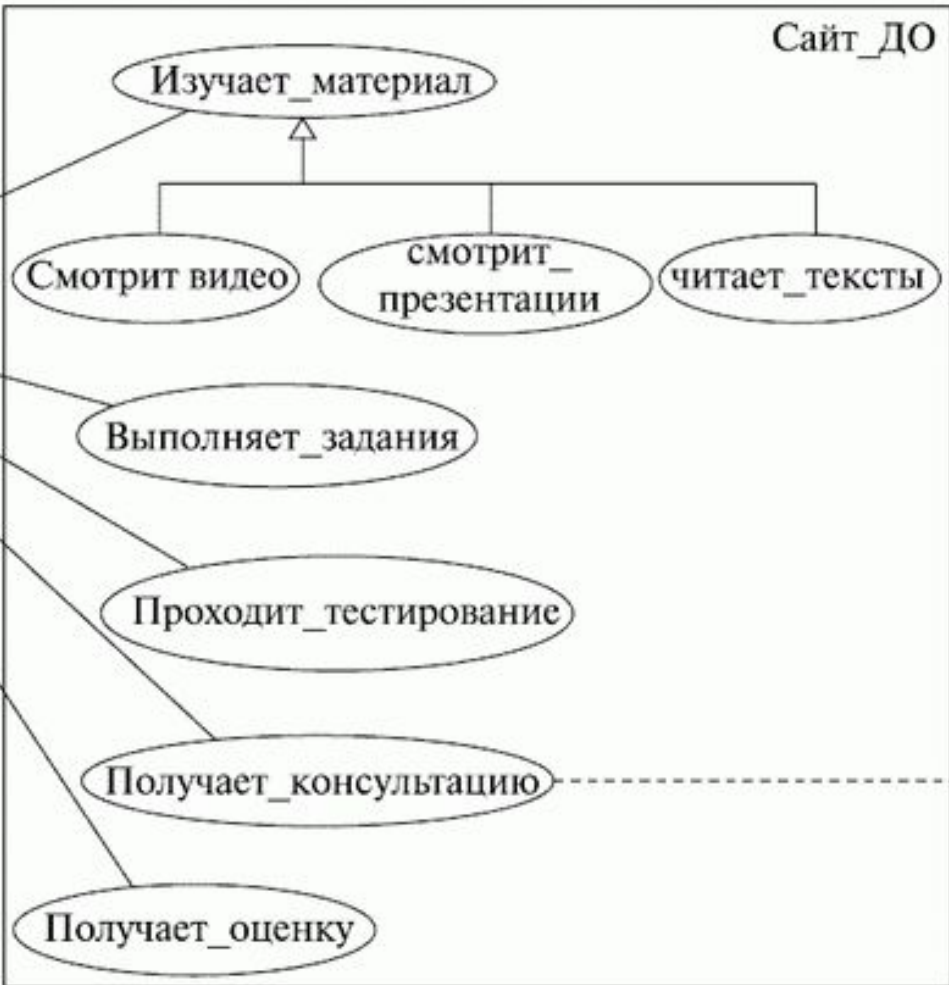 Сайт_ДО
Изучает_материал
Смотрит видео
смотрит_
презентации
читает_тексты
Выполняет_задания
Проходит_тестирование
Получает_консультацию
Получает_оценку